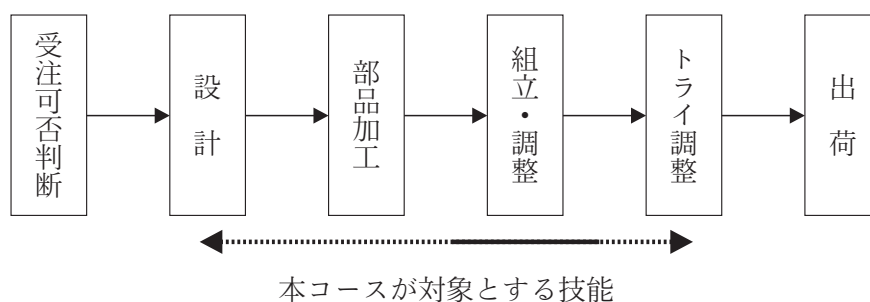 受注可否判断
設計
部品加工
組立・調整
トライ調整
出荷
本コースが対象とする技能